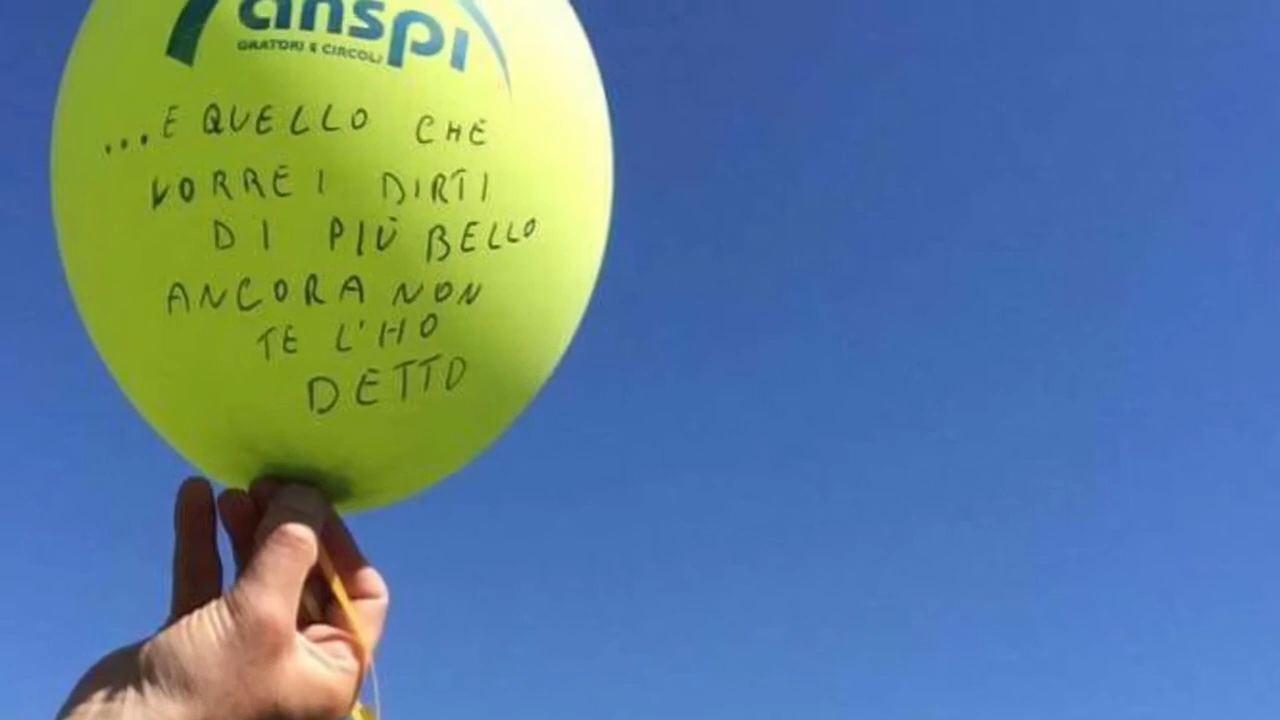 anspi
ORATORI E CIRCOLI
...E QUELLO CHE
VORREI DIRTI
DI PIÙ BELLO
ANCORA NON
TE L'HO
DETTO